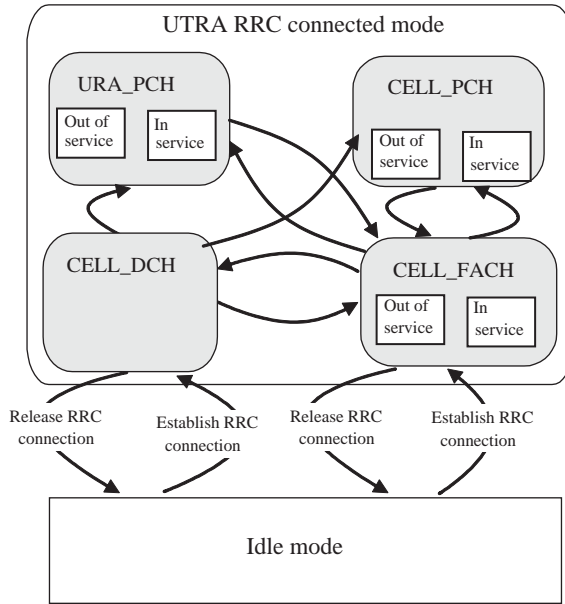 UTRA RRC connected mode
URA_PCH
Out of
service
In
service
CELL_PCH
Out of
service
In
service
CELL_DCH
CELL_FACH
Out of
service
In
service
Release RRC
connection
Establish RRC
connection
Release RRC
connection
Establish RRC
connection
Idle mode